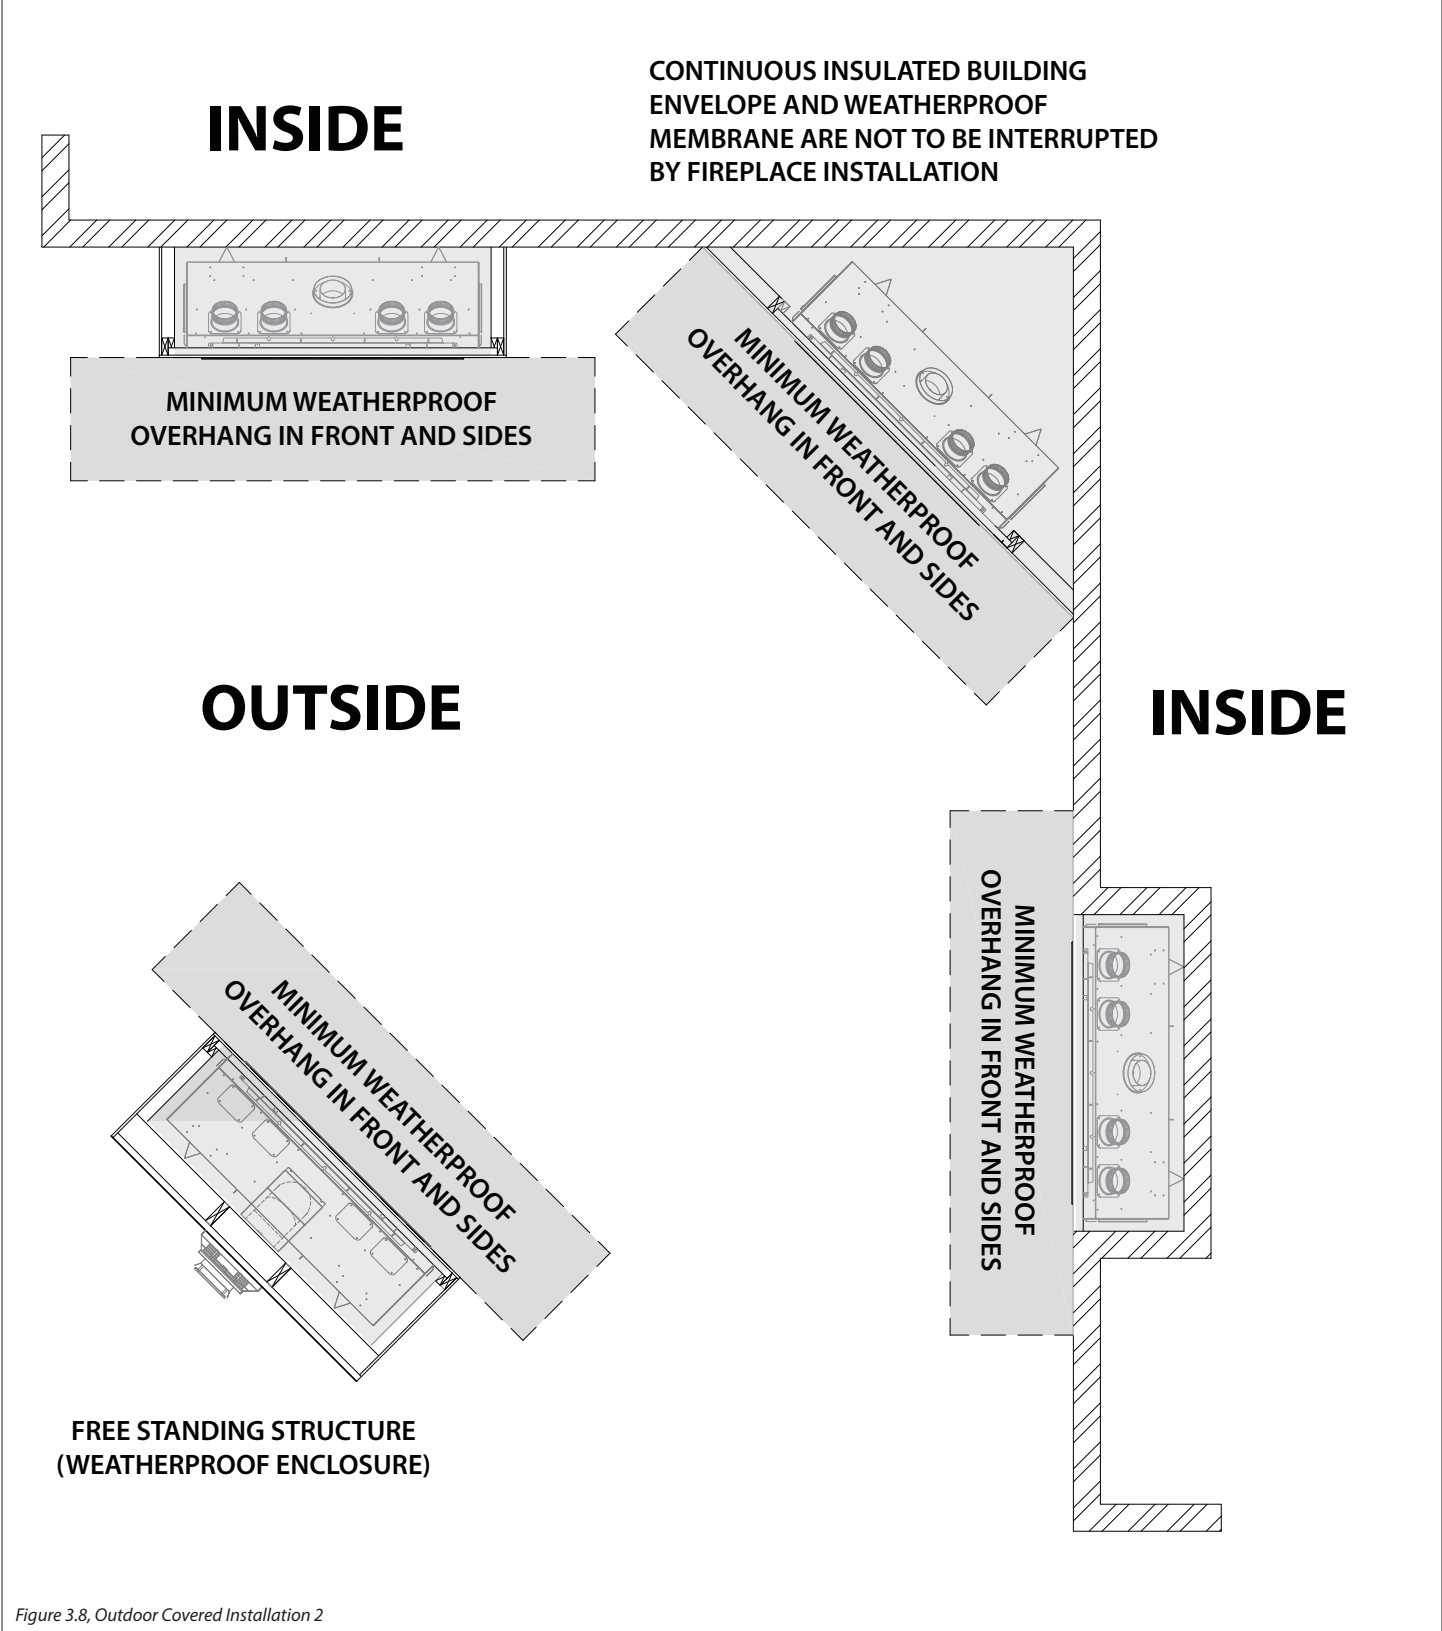 INSIDE
CONTINUOUS INSULATED BUILDING
ENVELOPE AND WEATHERPROOF
MEMBRANE ARE NOT TO BE INTERRUPTED
BY FIREPLACE INSTALLATION
MINIMUM WEATHERPROOF
OVERHANG IN FRONT AND SIDES
MINIMUM WEATHERPROOF
OVERHANG IN FRONT AND SIDES
OUTSIDE
INSIDE
MINIMUM WEATHERPROOF
OVERHANG IN FRONT AND SIDES
MINIMUM WEATHERPROOF
OVERHANG IN FRONT AND SIDES
FREE STANDING STRUCTURE
(WEATHERPROOF ENCLOSURE)
Figure 3.8, Outdoor Covered Installation 2